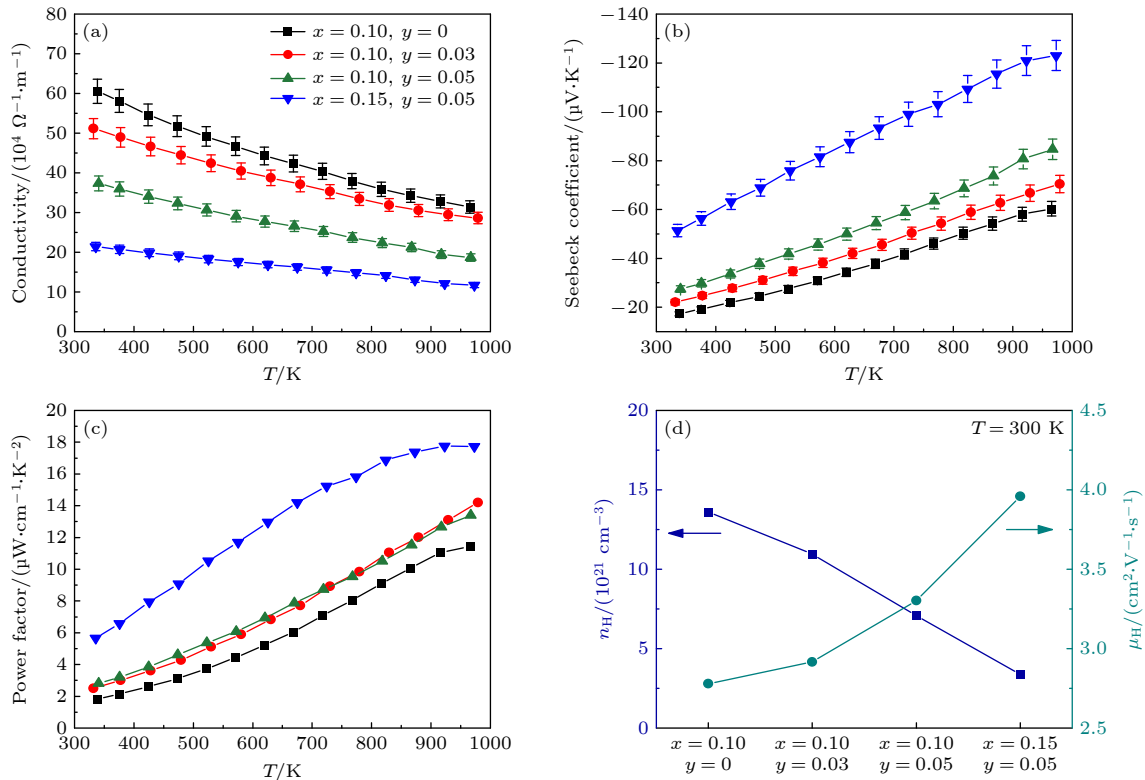 (a)
x = 0.10, y = 0
x = 0.10, y = 0.03
x = 0.10, y = 0.05
x = 0.15, y = 0.05
Conductivity/(10⁴ Ω⁻¹·m⁻¹)
80
70
60
50
40
30
20
10
0
300 400 500 600 700 800 900 1000
T/K
(b)
Seebeck coefficient/(µV·K⁻¹)
−140
−120
−100
−80
−60
−40
−20
300 400 500 600 700 800 900 1000
T/K
(c)
Power factor/(µW·cm⁻¹·K⁻²)
20
18
16
14
12
10
8
6
4
2
0
300 400 500 600 700 800 900 1000
T/K
(d)
T = 300 K
n_H/(10²¹ cm⁻³)
20
15
10
5
0
4.5
4.0
3.5
3.0
2.5
µ_H/(cm²·V⁻¹·s⁻¹)
x = 0.10 x = 0.10 x = 0.10 x = 0.15
y = 0 y = 0.03 y = 0.05 y = 0.05